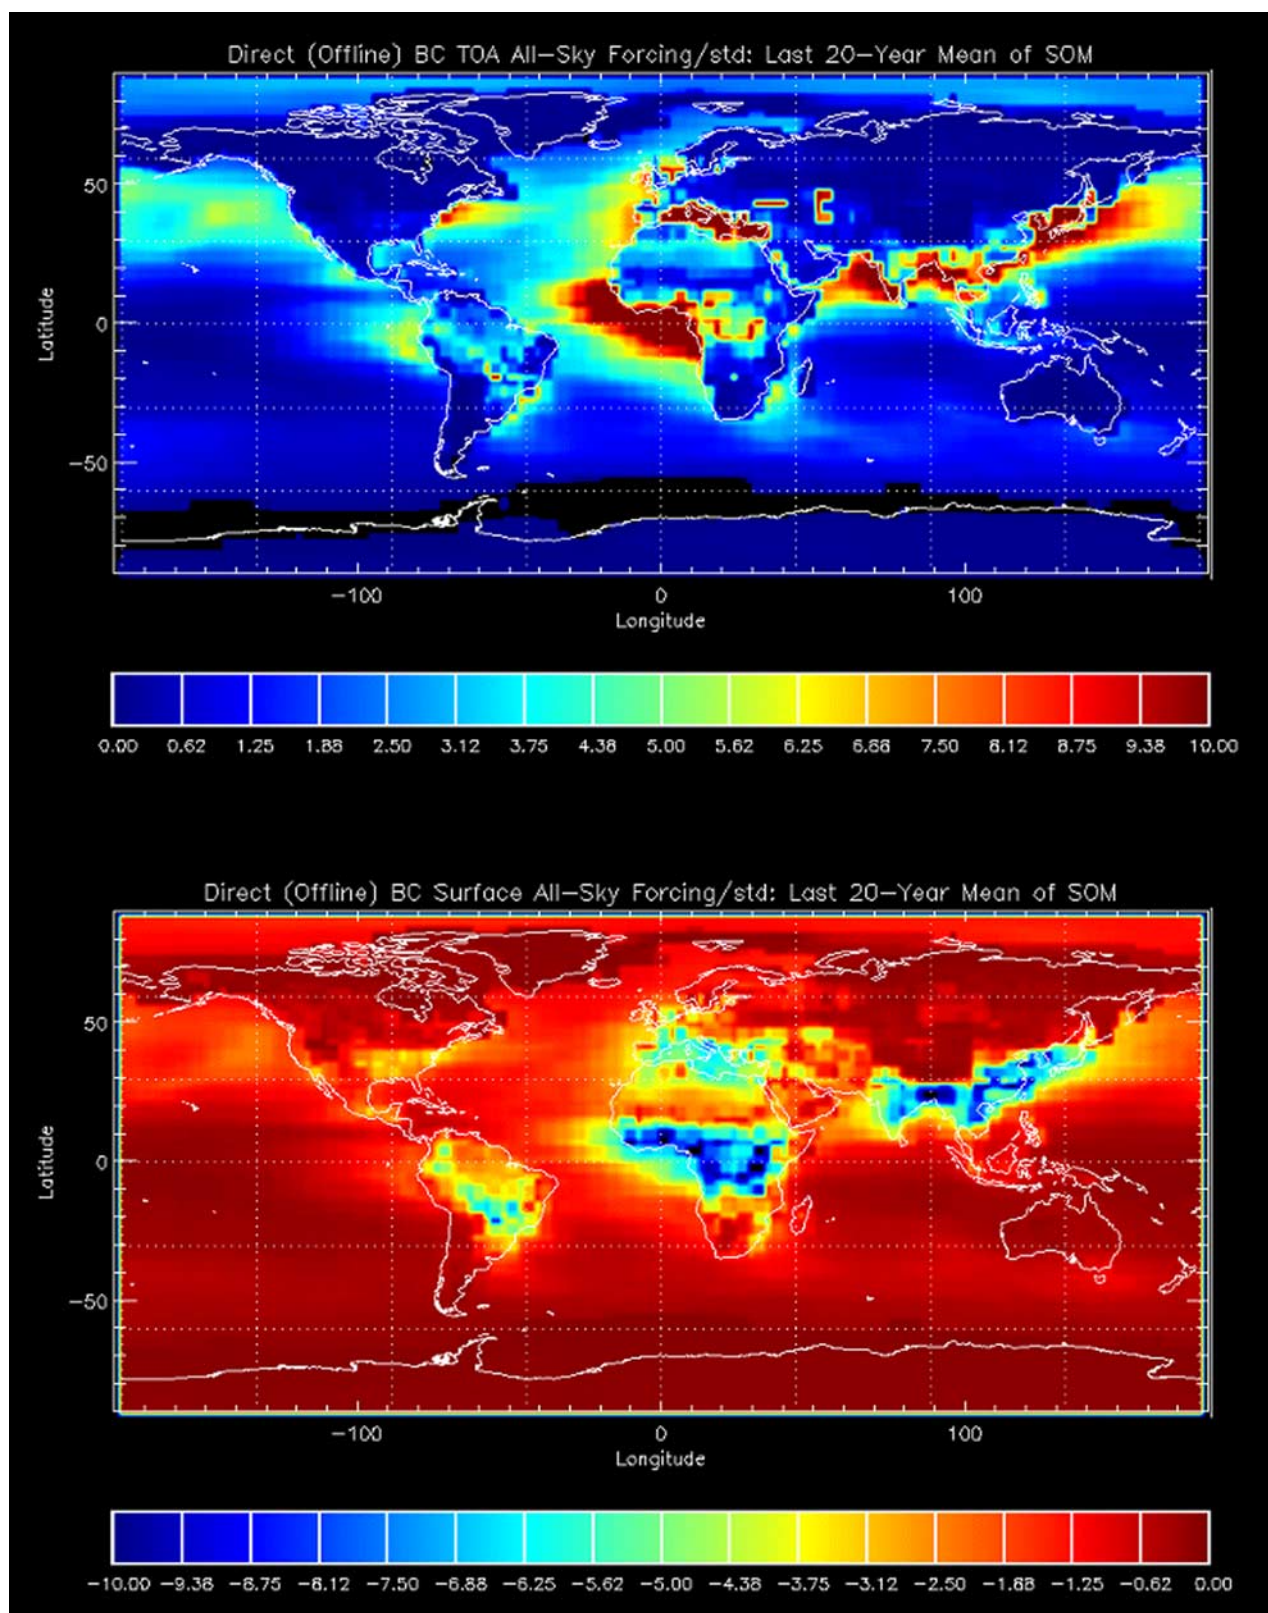 Direct (Offline) BC TOA All-Sky Forcing/std: Last 20-Year Mean of SOM
50
0
-50
Latitude
-100 0 100
Longitude
0.00 0.62 1.25 1.88 2.50 3.12 3.75 4.38 5.00 5.62 6.25 6.88 7.50 8.12 8.75 9.38 10.00
Direct (Offline) BC Surface All-Sky Forcing/std: Last 20-Year Mean of SOM
50
0
-50
Latitude
-100 0 100
Longitude
-10.00 -9.38 -8.75 -8.12 -7.50 -6.88 -6.25 -5.62 -5.00 -4.38 -3.75 -3.12 -2.50 -1.88 -1.25 -0.62 0.00